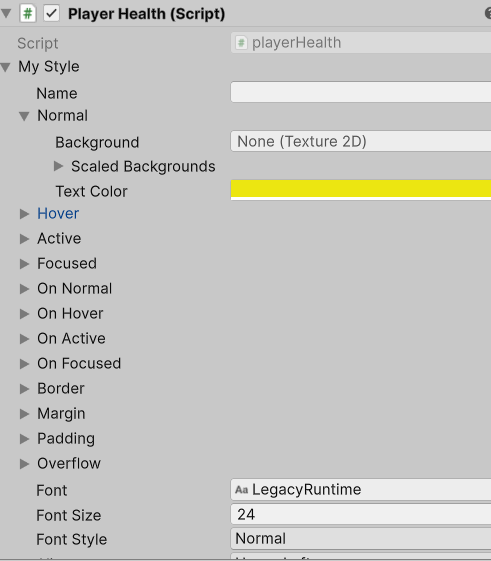 # Player Health (Script)
Script # playerHealth
My Style
Name
Normal
Background None (Texture 2D)
Scaled Backgrounds
Text Color
Hover
Active
Focused
On Normal
On Hover
On Active
On Focused
Border
Margin
Padding
Overflow
Font Aa LegacyRuntime
Font Size 24
Font Style Normal